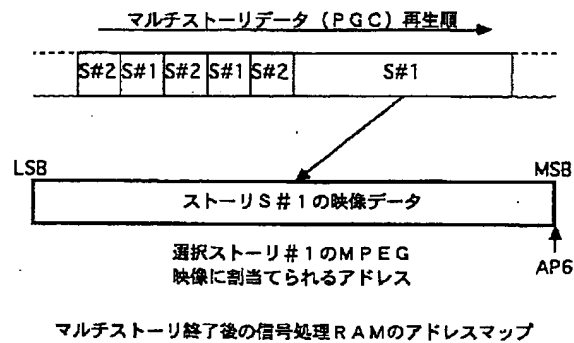 マルチストーリデータ（PGC）再生順
S#2 S#1 S#2 S#1 S#2 S#1
LSB MSB
ストーリS＃1の映像データ
選択ストーリ＃1のMPEG
映像に割当てられるアドレス
AP6
マルチストーリ終了後の信号処理RAMのアドレスマップ